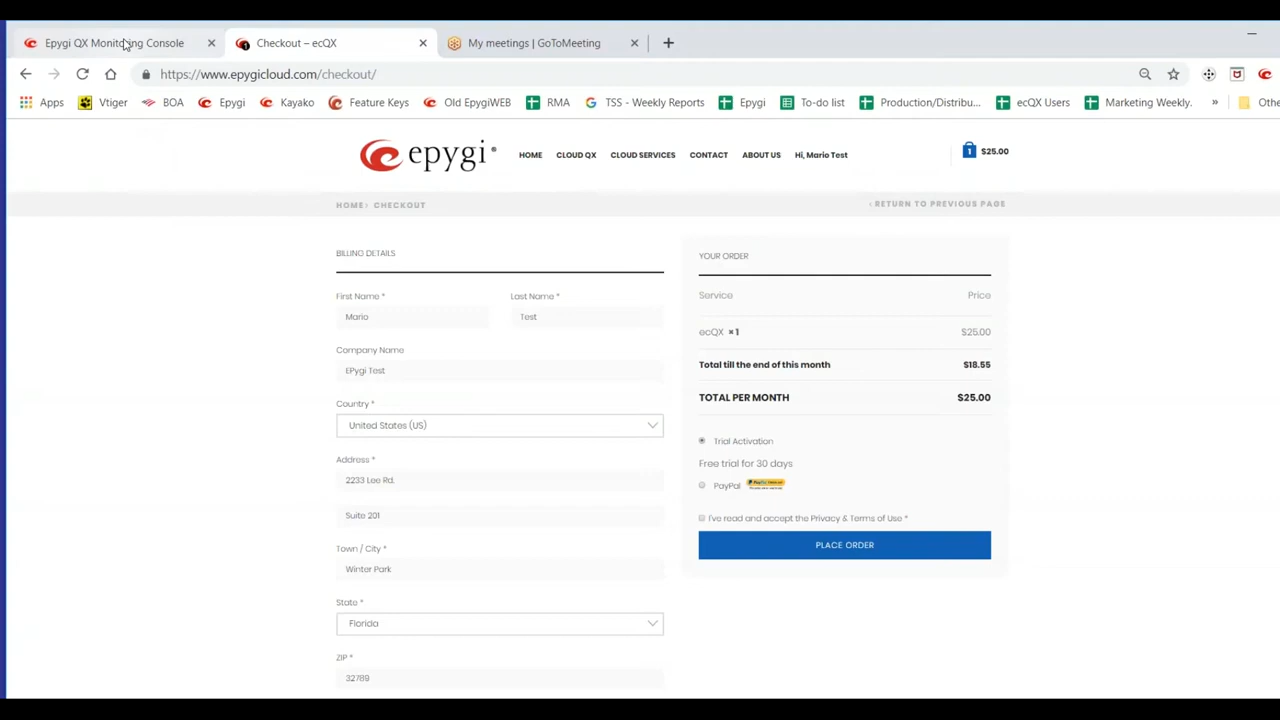 Epygi QX Monitoring Console
Checkout – ecQX
My meetings | GoToMeeting
https://www.epygicloud.com/checkout/
Apps
Vtiger
BOA
Epygi
Kayako
Feature Keys
Old EpygiWEB
RMA
TSS - Weekly Reports
Epygi
To-do list
Production/Distribu...
ecQX Users
Marketing Weekly.
»
Othe
epygi®
HOME
CLOUD QX
CLOUD SERVICES
CONTACT
ABOUT US
Hi, Mario Test
1
$25.00
HOME› CHECKOUT
‹ RETURN TO PREVIOUS PAGE
BILLING DETAILS
First Name *
Last Name *
Mario
Test
Company Name
EPygi Test
Country *
United States (US)
Address *
2233 Lee Rd.
Suite 201
Town / City *
Winter Park
State *
Florida
ZIP *
32789
YOUR ORDER
Service
Price
ecQX × 1
$25.00
Total till the end of this month
$18.55
TOTAL PER MONTH
$25.00
Trial Activation
Free trial for 30 days
PayPal
I've read and accept the Privacy & Terms of Use *
PLACE ORDER